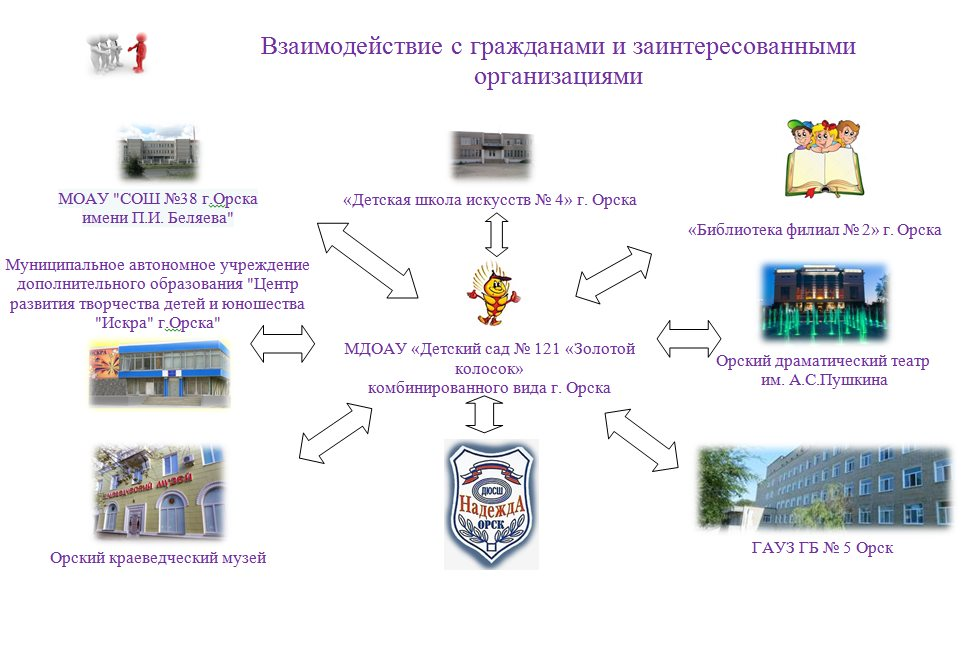 Взаимодействие с гражданами и заинтересованными
организациями
МОАУ "СОШ №38 г.Орска
имени П.И. Беляева"
«Детская школа искусств № 4» г. Орска
«Библиотека филиал № 2» г. Орска
Муниципальное автономное учреждение
дополнительного образования "Центр
развития творчества детей и юношества
"Искра" г.Орска"
ИСКРА
МДОАУ «Детский сад № 121 «Золотой
колосок»
комбинированного вида г. Орска
Орский драматический театр
им. А.С.Пушкина
КРАЕВЕДЧЕСКИЙ МУЗЕЙ
Орский краеведческий музей
ДЮСШ
НАДЕЖДА
ОРСК
ГАУЗ ГБ № 5 Орск